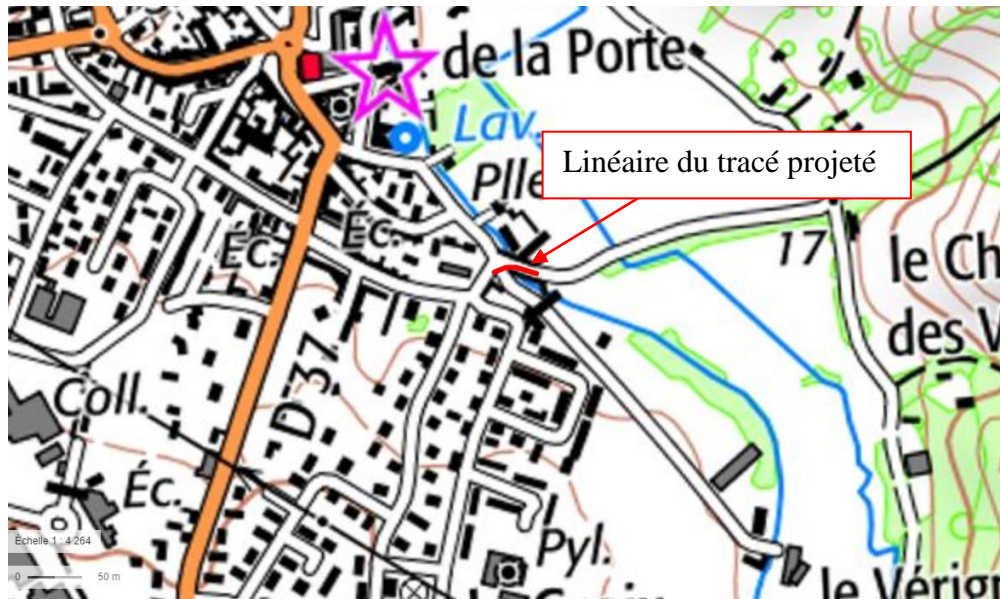 de la Porte
Lav.
Plle
Linéaire du tracé projeté
Éc.
Éc.
17
le Ch
des V
D 37
Coll.
Éc.
Pyl.
Échelle 1 : 4 264
0 50 m
le Vérign